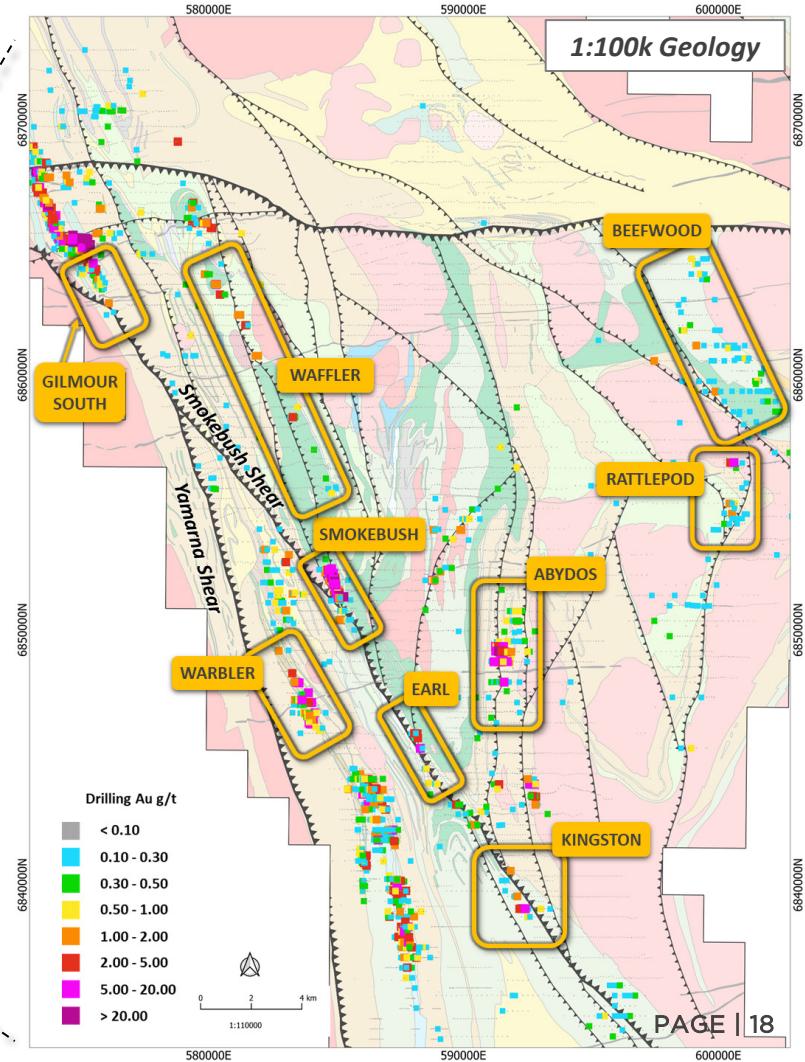 580000E
590000E
600000E
1:100k Geology
6870000N
6870000N
BEEFWOOD
6860000N
6860000N
WAFFLER
GILMOUR
SOUTH
Smokebush Shear
Yamarna Shear
RATTLEPOD
SMOKEBUSH
ABYDOS
6850000N
6850000N
WARBLER
EARL
Drilling Au g/t
< 0.10
0.10 - 0.30
0.30 - 0.50
0.50 - 1.00
1.00 - 2.00
2.00 - 5.00
5.00 - 20.00
> 20.00
KINGSTON
6840000N
6840000N
0 2 4 km
1:110000
PAGE | 18
580000E
590000E
600000E